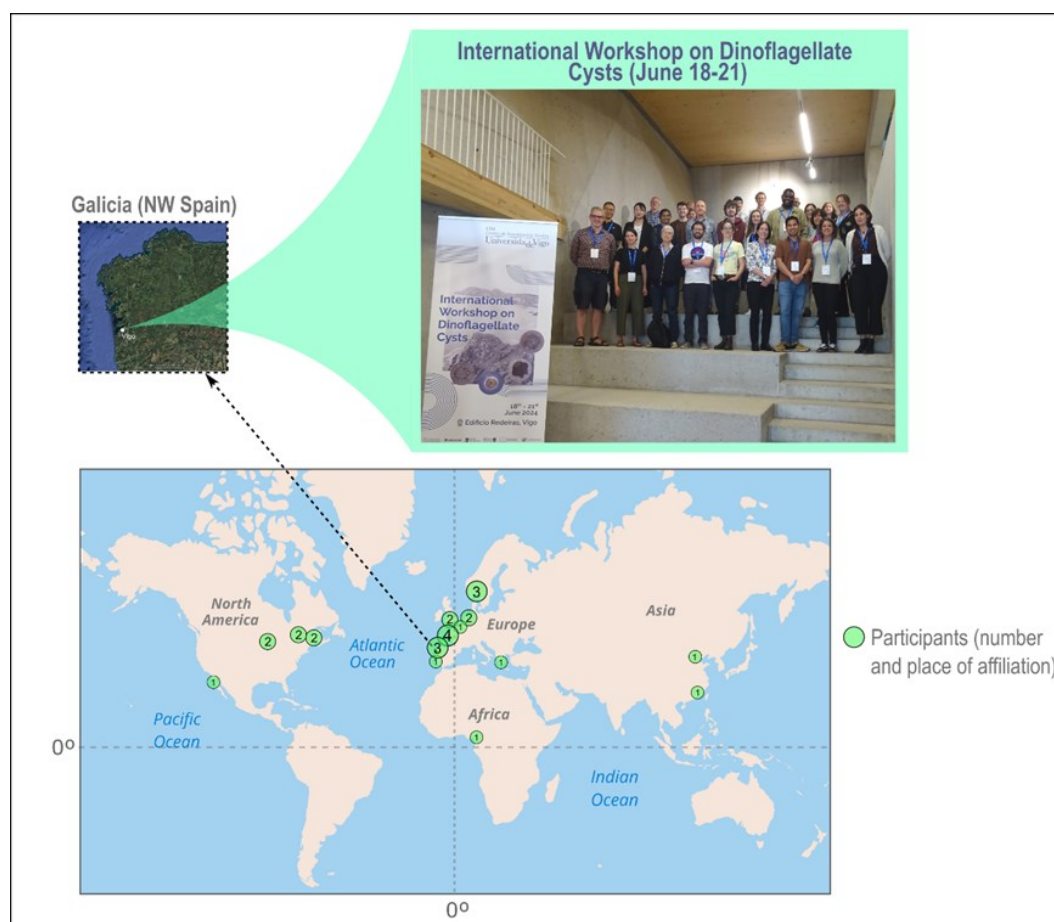 International Workshop on Dinoflagellate
Cysts (June 18-21)
Galicia (NW Spain)
Vigo
Universida de Vigo
International
Workshop on
Dinoflagellate
Cysts
18th - 21st
June 2024
Edificio Redeiras, Vigo
3
North
America
2
2
2
1
Atlantic
Ocean
2
2
1
4
3
1
Europe
1
Asia
1
1
Participants (number
and place of affiliation)
Pacific
Ocean
Africa
1
0º
Indian
Ocean
0º